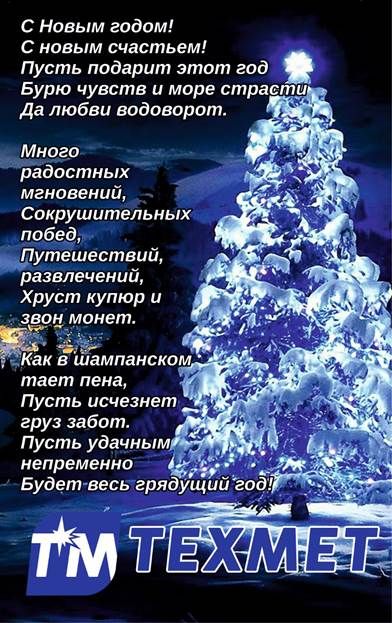 С Новым годом!
С новым счастьем!
Пусть подарит этот год
Бурю чувств и море страсти
Да любви водоворот.
Много
радостных
мгновений,
Сокрушительных
побед,
Путешествий,
развлечений,
Хруст купюр и
звон монет.
Как в шампанском
тает пена,
Пусть исчезнет
груз забот.
Пусть удачным
непременно
Будет весь грядущий год!
ТМ ТЕХМЕТ